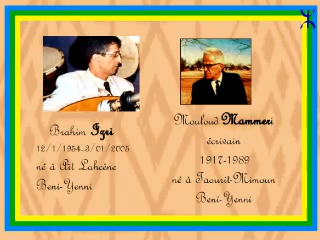 Brahim Izri
12/1/1954-3/01/2005
né à Aït Lahcène
Beni-Yenni
Mouloud Mammeri
écrivain
1917-1989
né à Taourit-Mimoun
Beni-Yenni
ⵣ